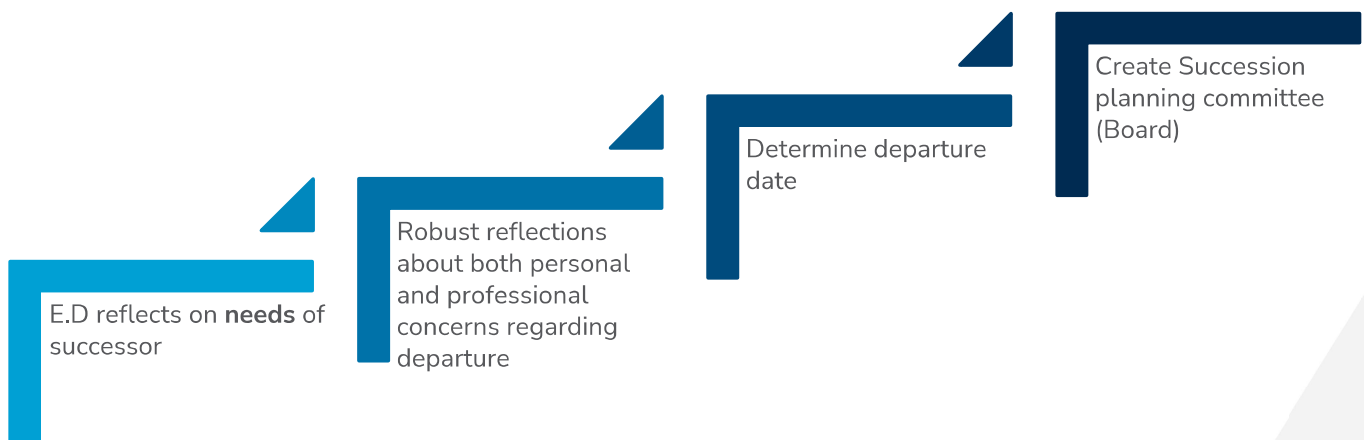 E.D reflects on needs of
successor
Robust reflections
about both personal
and professional
concerns regarding
departure
Determine departure
date
Create Succession
planning committee
(Board)